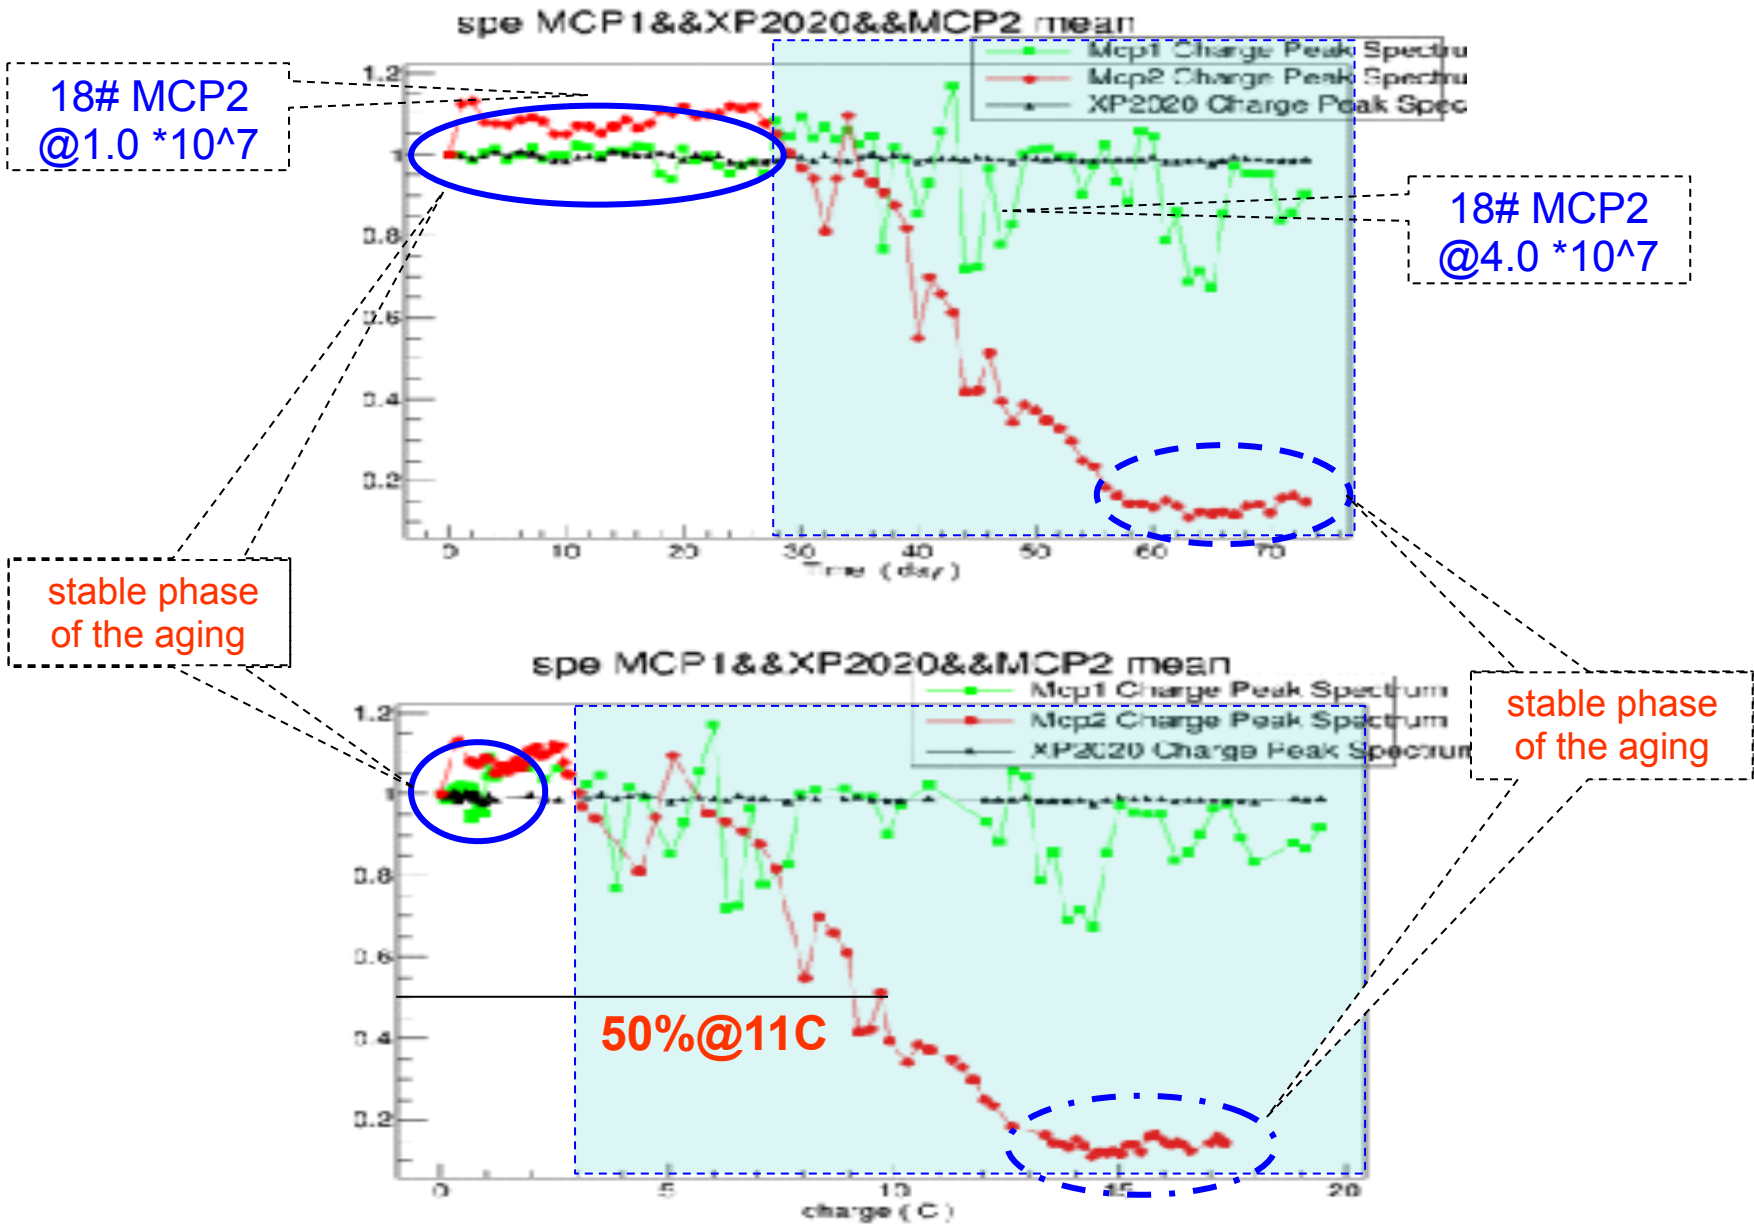 spe MCP1&&XP2020&&MCP2 mean
Mcp1 Charge Peak Spectru
Mcp2 Charge Peak Spectru
XP2020 Charge Peak Spec
18# MCP2
@1.0 *10^7
18# MCP2
@4.0 *10^7
1.2
1
0.8
0.6
0.4
0.2
0 10 20 30 40 50 60 70
Time (day)
stable phase
of the aging
spe MCP1&&XP2020&&MCP2 mean
Mcp1 Charge Peak Spectrum
Mcp2 Charge Peak Spectrum
XP2020 Charge Peak Spectrum
stable phase
of the aging
1.2
1
0.8
0.6
0.4
0.2
50%@11C
0 5 10 15 20
charge (C)